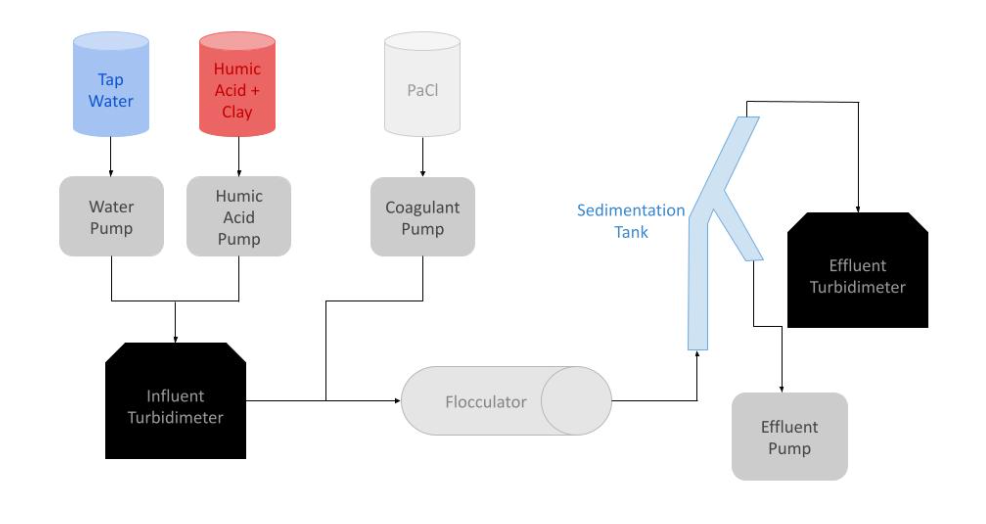 Tap
Water
Humic
Acid +
Clay
PaCl
Water
Pump
Humic
Acid
Pump
Coagulant
Pump
Sedimentation
Tank
Effluent
Turbidimeter
Influent
Turbidimeter
Flocculator
Effluent
Pump